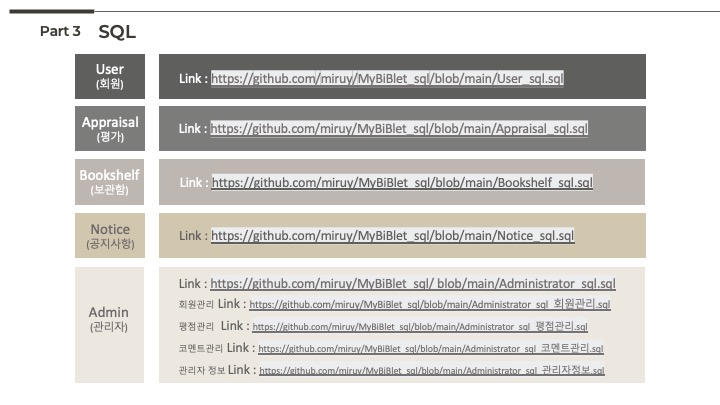 Part 3 SQL
User
(회원)
Link : https://github.com/miruy/MyBiBlet_sql/blob/main/User_sql.sql
Appraisal
(평가)
Link : https://github.com/miruy/MyBiBlet_sql/blob/main/Appraisal_sql.sql
Bookshelf
(보관함)
Link : https://github.com/miruy/MyBiBlet_sql/blob/main/Bookshelf_sql.sql
Notice
(공지사항)
Link : https://github.com/miruy/MyBiBlet_sql/blob/main/Notice_sql.sql
Admin
(관리자)
Link : https://github.com/miruy/MyBiBlet_sql/ blob/main/Administrator_sql.sql
회원관리 Link : https://github.com/miruy/MyBiBlet_sql/blob/main/Administrator_sql_회원관리.sql
평점관리 Link : https://github.com/miruy/MyBiBlet_sql/blob/main/Administrator_sql_평점관리.sql
코멘트관리 Link : https://github.com/miruy/MyBiBlet_sql/blob/main/Administrator_sql_코멘트관리.sql
관리자 정보 Link : https://github.com/miruy/MyBiBlet_sql/blob/main/Administrator_sql_관리자정보.sql